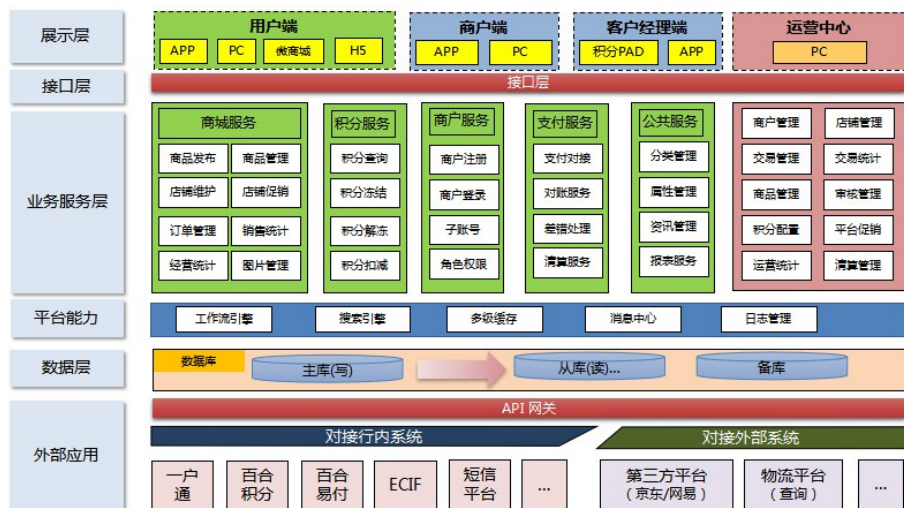 展示层
用户端
APP
PC
微商城
H5
商户端
APP
PC
客户经理端
积分PAD
APP
运营中心
PC
接口层
接口层
业务服务层
商城服务
商品发布
商品管理
店铺维护
店铺促销
订单管理
销售统计
经营统计
图片管理
积分服务
积分查询
积分冻结
积分解冻
积分扣减
商户服务
商户注册
商户登录
子账号
角色权限
支付服务
支付对接
对账服务
差错处理
清算服务
公共服务
分类管理
属性管理
资讯管理
报表服务
商户管理
店铺管理
交易管理
交易统计
商品管理
审核管理
积分配置
平台促销
运营统计
清算管理
平台能力
工作流引擎
搜索引擎
多级缓存
消息中心
日志管理
数据层
数据库
主库(写)
从库(读)...
备库
API 网关
外部应用
对接行内系统
一户
通
百合
积分
百合
易付
ECIF
短信
平台
...
对接外部系统
第三方平台
（京东/网易）
物流平台
（查询）
...